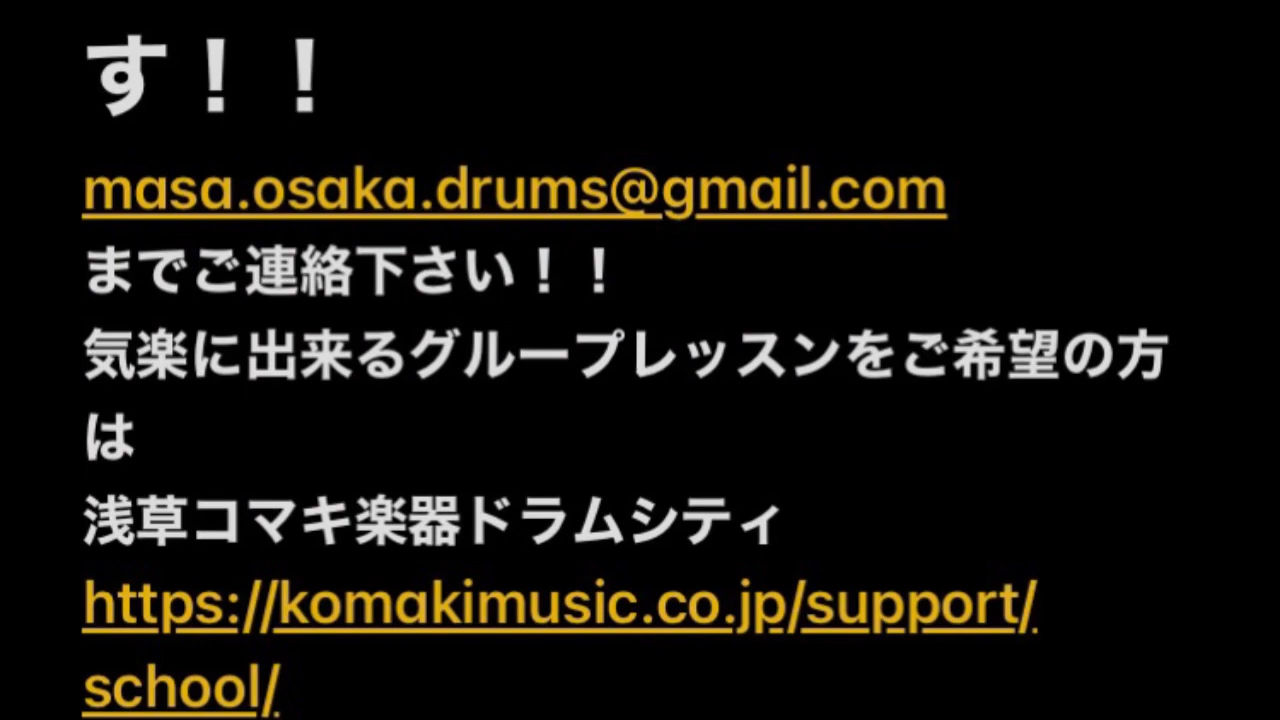 す！！
masa.osaka.drums@gmail.com
までご連絡下さい！！
気楽に出来るグループレッスンをご希望の方
は
浅草コマキ楽器ドラムシティ
https://komakimusic.co.jp/support/
school/